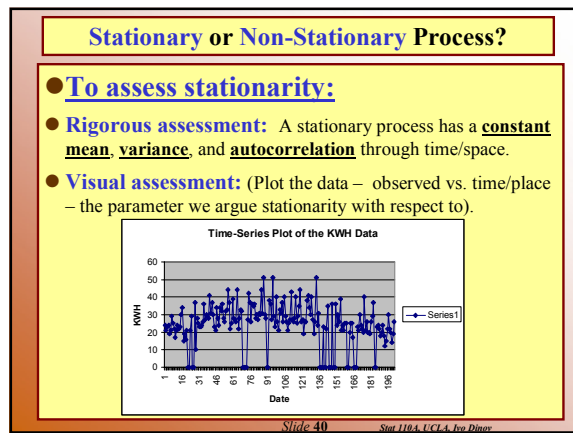 Stationary or Non-Stationary Process?
To assess stationarity:
Rigorous assessment: A stationary process has a constant
mean, variance, and autocorrelation through time/space.
Visual assessment: (Plot the data – observed vs. time/place
– the parameter we argue stationarity with respect to).
Time-Series Plot of the KWH Data
60
50
40
30
20
10
0
KWH
1 16 31 46 61 76 91 106 121 136 151 166 181 196
Date
Series1
Slide 40 Stat 110A, UCLA, Ivo Dinov